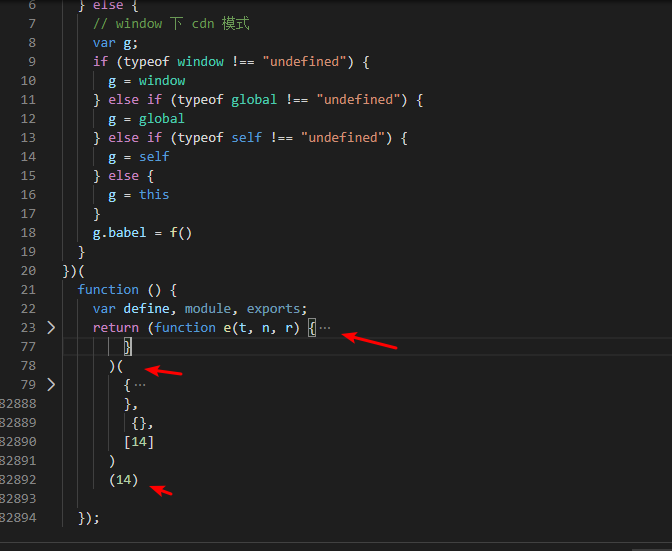 6 } else {
7 // window 下 cdn 模式
8 var g;
9 if (typeof window !== "undefined") {
10 g = window
11 } else if (typeof global !== "undefined") {
12 g = global
13 } else if (typeof self !== "undefined") {
14 g = self
15 } else {
16 g = this
17 }
18 g.babel = f()
19 }
20 })(
21 function () {
22 var define, module, exports;
23 return (function e(t, n, r) { ⋯
77 }
78 )(
79 { ⋯
82888 },
82889 {},
82890 [14]
82891 )
82892 (14)
82893
82894 });